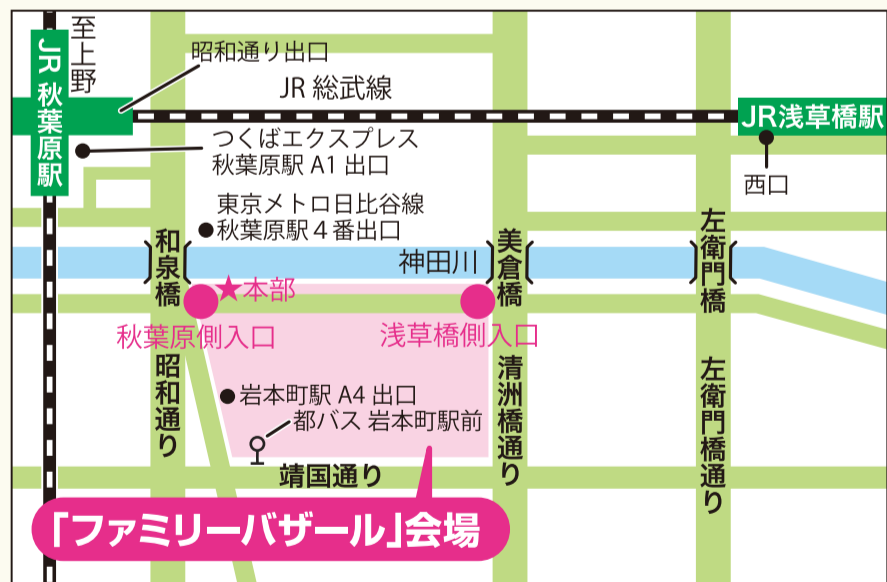 至上野
JR 秋葉原駅
昭和通り出口
JR 総武線
JR浅草橋駅
西口
つくばエクスプレス
秋葉原駅 A1 出口
東京メトロ日比谷線
秋葉原駅 4 番出口
和泉橋
神田川
美倉橋
左衛門橋
★本部
秋葉原側入口
浅草橋側入口
昭和通り
岩本町駅 A4 出口
都バス 岩本町駅前
清洲橋通り
左衛門橋通り
靖国通り
「ファミリーバザール」会場